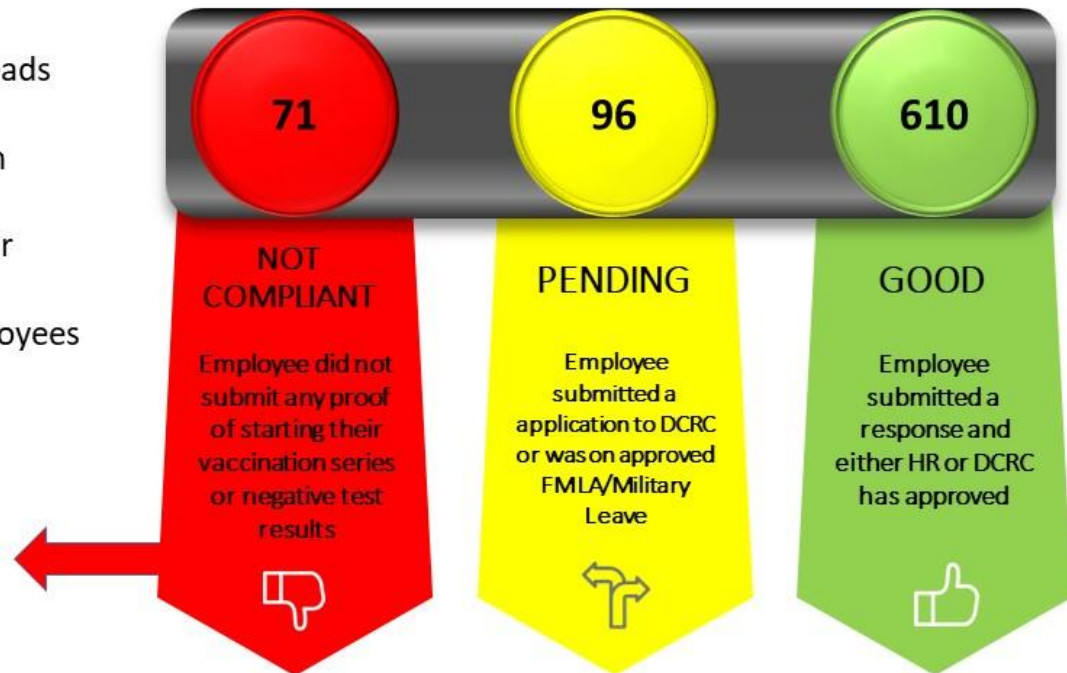 ads
n
r
oyees
71
96
610
NOT
COMPLIANT
Employee did not
submit any proof
of starting their
vaccination series
or negative test
results
PENDING
Employee
submitted a
application to DCRC
or was on approved
FMLA/Military
Leave
GOOD
Employee
submitted a
response and
either HR or DCRC
has approved